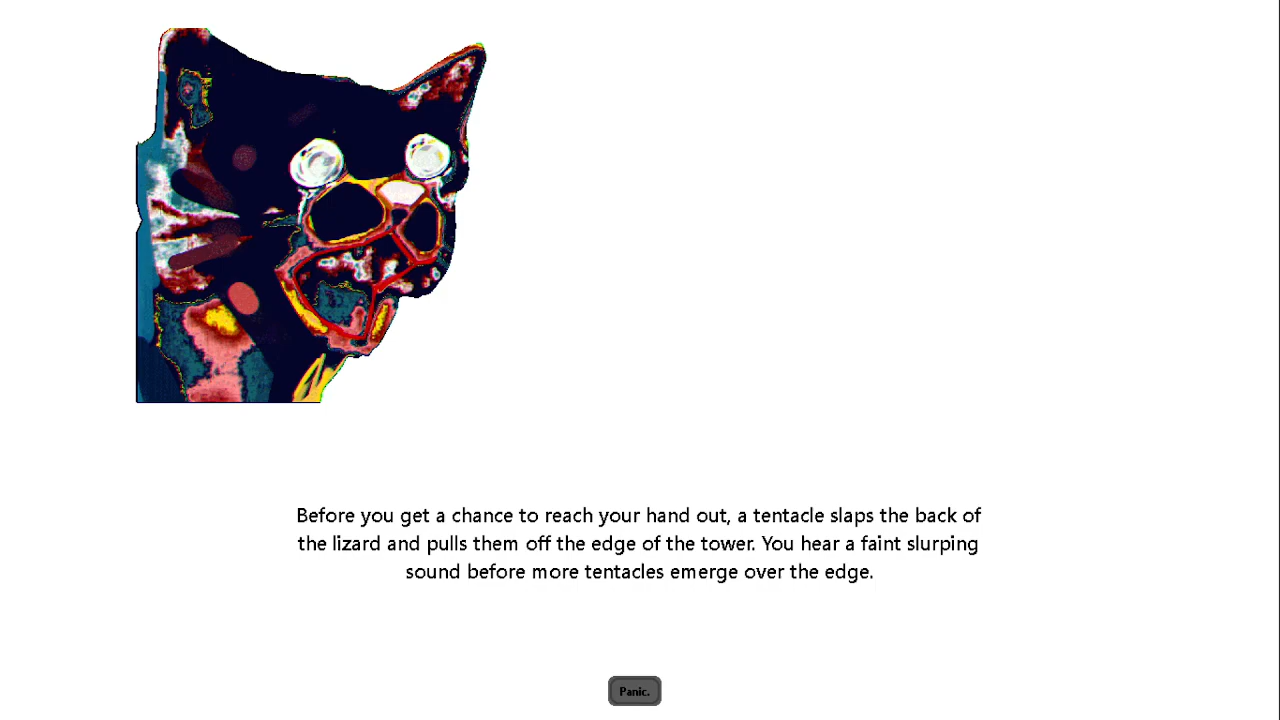 Before you get a chance to reach your hand out, a tentacle slaps the back of
the lizard and pulls them off the edge of the tower. You hear a faint slurping
sound before more tentacles emerge over the edge.
Panic.